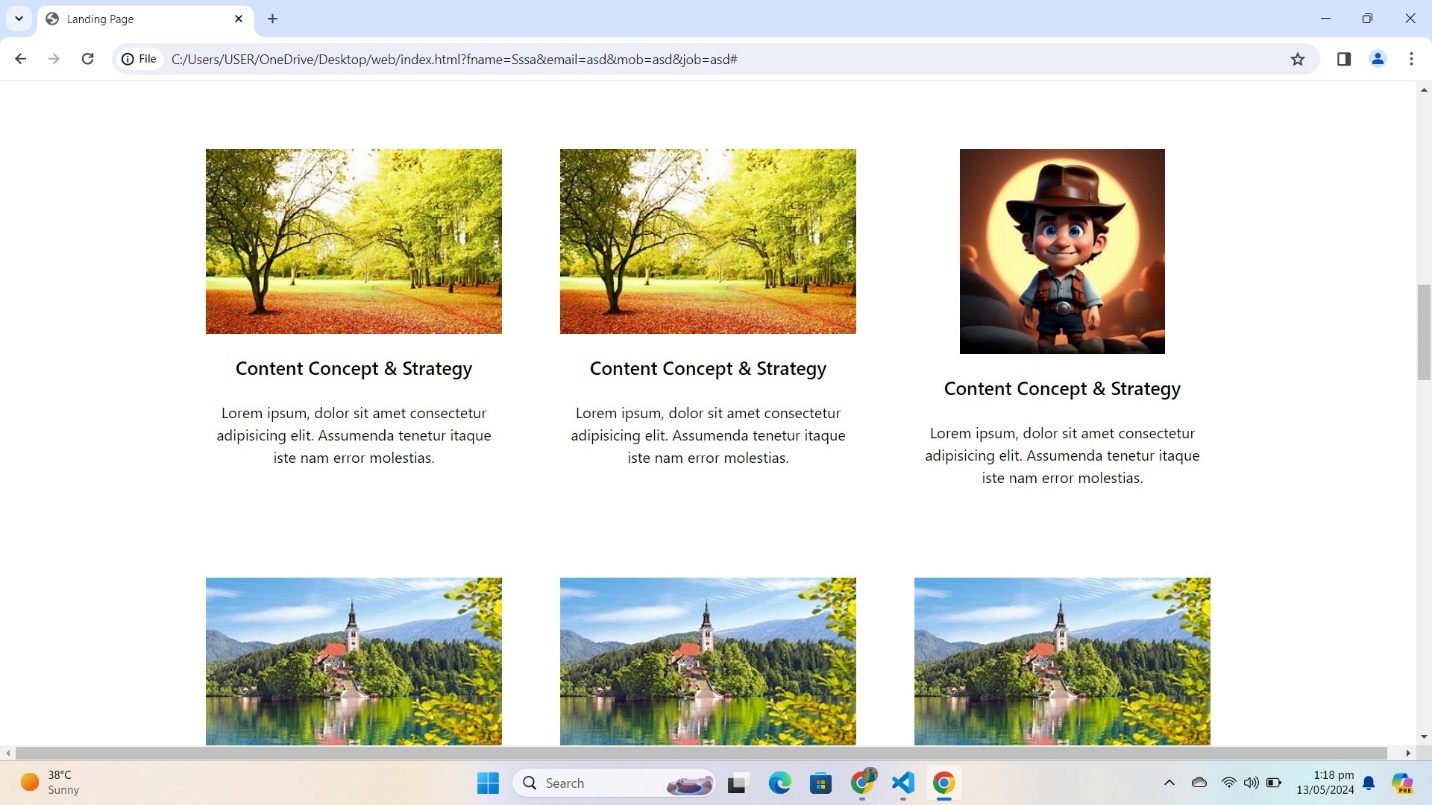 Landing Page
File
C:/Users/USER/OneDrive/Desktop/web/index.html?fname=Sssa&email=asd&mob=asd&job=asd#
Content Concept & Strategy
Lorem ipsum, dolor sit amet consectetur
adipisicing elit. Assumenda tenetur itaque
iste nam error molestias.
Content Concept & Strategy
Lorem ipsum, dolor sit amet consectetur
adipisicing elit. Assumenda tenetur itaque
iste nam error molestias.
Content Concept & Strategy
Lorem ipsum, dolor sit amet consectetur
adipisicing elit. Assumenda tenetur itaque
iste nam error molestias.
38°C
Sunny
Search
1:18 pm
13/05/2024
PRE